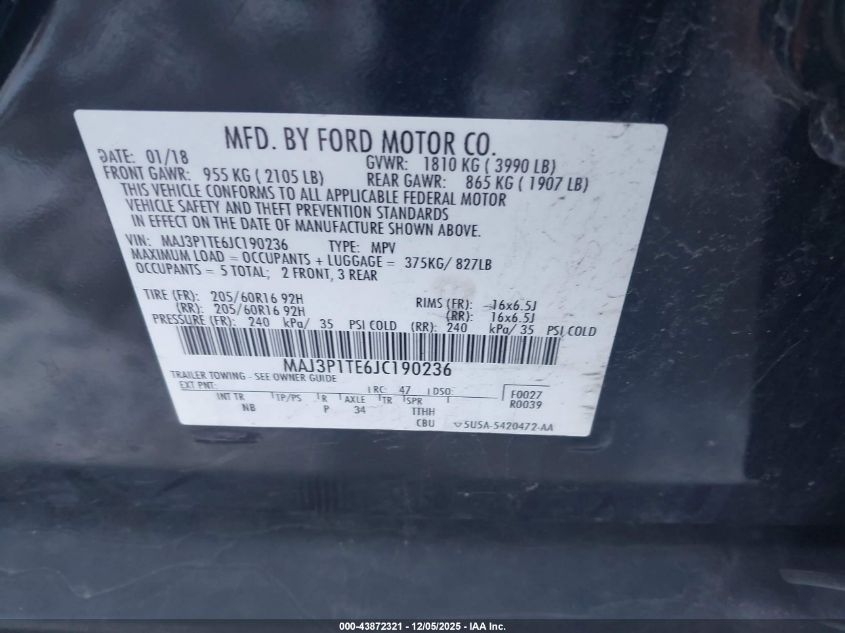 MFD. BY FORD MOTOR CO.
DATE: 01/18 GVWR: 1810 KG ( 3990 LB)
FRONT GAWR: 955 KG ( 2105 LB) REAR GAWR: 865 KG ( 1907 LB)
THIS VEHICLE CONFORMS TO ALL APPLICABLE FEDERAL MOTOR
VEHICLE SAFETY AND THEFT PREVENTION STANDARDS
IN EFFECT ON THE DATE OF MANUFACTURE SHOWN ABOVE.
VIN: MAJ3P1TE6JC190236 TYPE: MPV
MAXIMUM LOAD = OCCUPANTS + LUGGAGE = 375KG/ 827LB
OCCUPANTS = 5 TOTAL; 2 FRONT, 3 REAR
TIRE (FR): 205/60R16 92H RIMS (FR): 16x6.5J
(RR): 205/60R16 92H (RR): 16x6.5J
PRESSURE (FR): 240 kPa/ 35 PSI COLD (RR): 240 kPa/ 35 PSI COLD
MAJ3P1TE6JC190236
TRAILER TOWING - SEE OWNER GUIDE
EXT PNT: RC: 47 DSO: F0027
R0039
INT TR TP/PS R AXLE TR SPR
NB P 34 TTHH
CBU 5U5A-5420472-AA
000-43872321 - 12/05/2025 - IAA Inc.